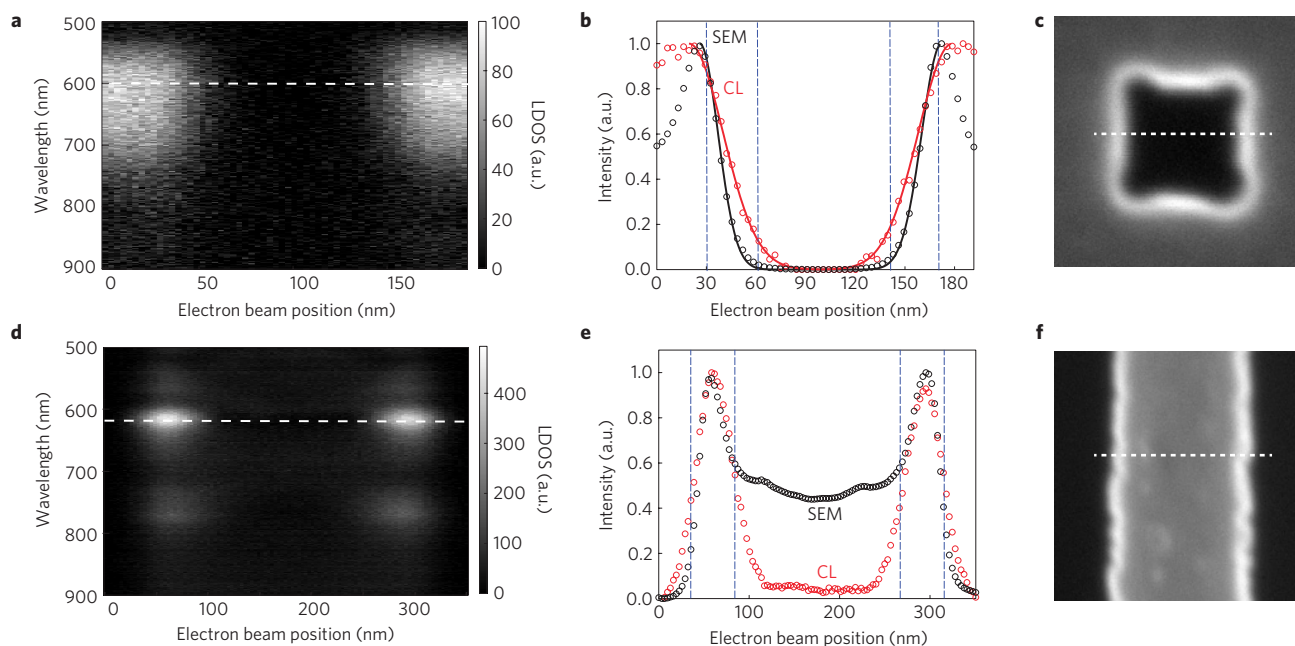 a
500
600
700
800
900
Wavelength (nm)
0
50
100
150
Electron beam position (nm)
100
80
60
40
20
0
LDOS (a.u.)
b
1.0
0.8
0.6
0.4
0.2
0.0
Intensity (a.u.)
SEM
CL
0
30
60
90
120
150
180
Electron beam position (nm)
c
d
500
600
700
800
900
Wavelength (nm)
0
100
200
300
Electron beam position (nm)
400
300
200
100
0
LDOS (a.u.)
e
1.0
0.8
0.6
0.4
0.2
0.0
Intensity (a.u.)
SEM
CL
0
100
200
300
Electron beam position (nm)
f